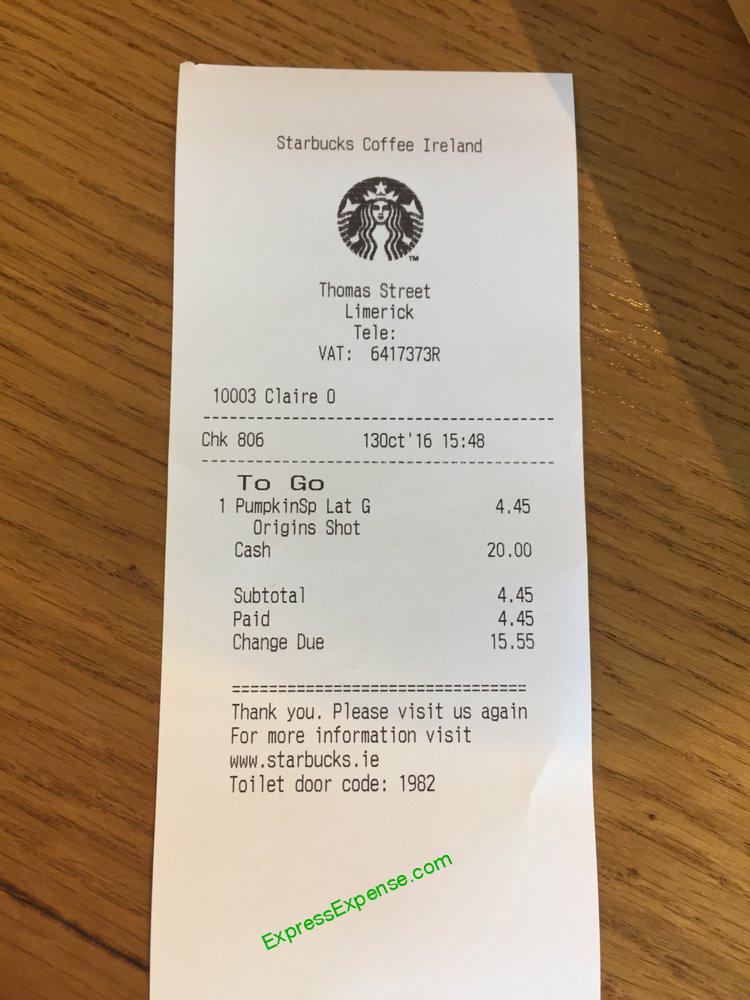 Starbucks Coffee Ireland
TM
Thomas Street
Limerick
Tele:
VAT: 6417373R
10003 Claire O
Chk 806 13Oct'16 15:48
To Go
1 PumpkinSp Lat G 4.45
Origins Shot
Cash 20.00
Subtotal 4.45
Paid 4.45
Change Due 15.55
================================
Thank you. Please visit us again
For more information visit
www.starbucks.ie
Toilet door code: 1982
ExpressExpense.com